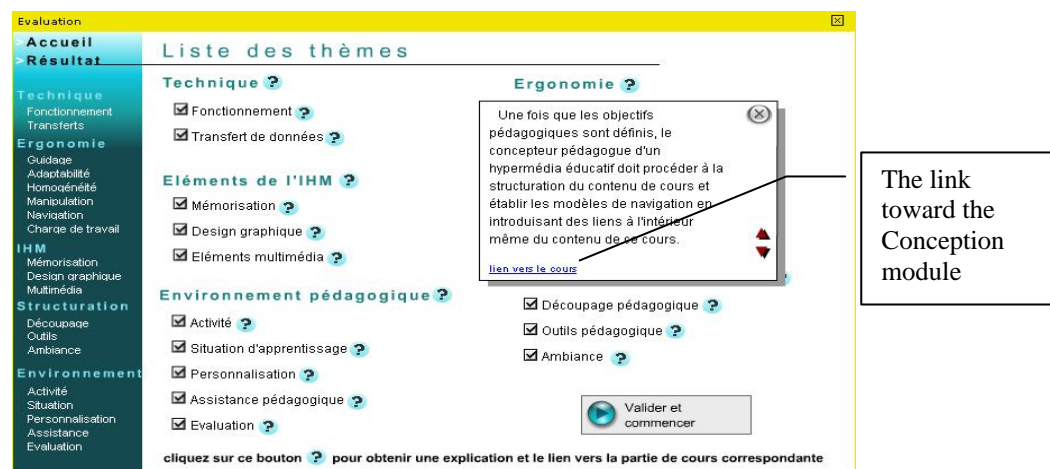 Evaluation
>Accueil
>Résultat
Technique
Fonctionnement
Transferts
Ergonomie
Guidage
Adaptabilité
Homogénéité
Manipulation
Navigation
Charge de travail
IHM
Mémorisation
Design graphique
Multimédia
Structuration
Découpage
Outils
Ambiance
Environnement
Activité
Situation
Personnalisation
Assistance
Evaluation
Liste des thèmes
Technique ?
Fonctionnement ?
Transfert de données ?
Eléments de l'IHM ?
Mémorisation ?
Design graphique ?
Eléments multimédia ?
Environnement pédagogique ?
Activité ?
Situation d'apprentissage ?
Personnalisation ?
Assistance pédagogique ?
Evaluation ?
Ergonomie ?
Une fois que les objectifs
pédagogiques sont définis, le
concepteur pédagogue d'un
hypermédia éducatif doit procéder à la
structuration du contenu de cours et
établir les modèles de navigation en
introduisant des liens à l'intérieur
même du contenu de ce cours.
lien vers le cours
Découpage pédagogique ?
Outils pédagogique ?
Ambiance ?
Valider et
commencer
cliquez sur ce bouton ? pour obtenir une explication et le lien vers la partie de cours correspondante
The link
toward the
Conception
module